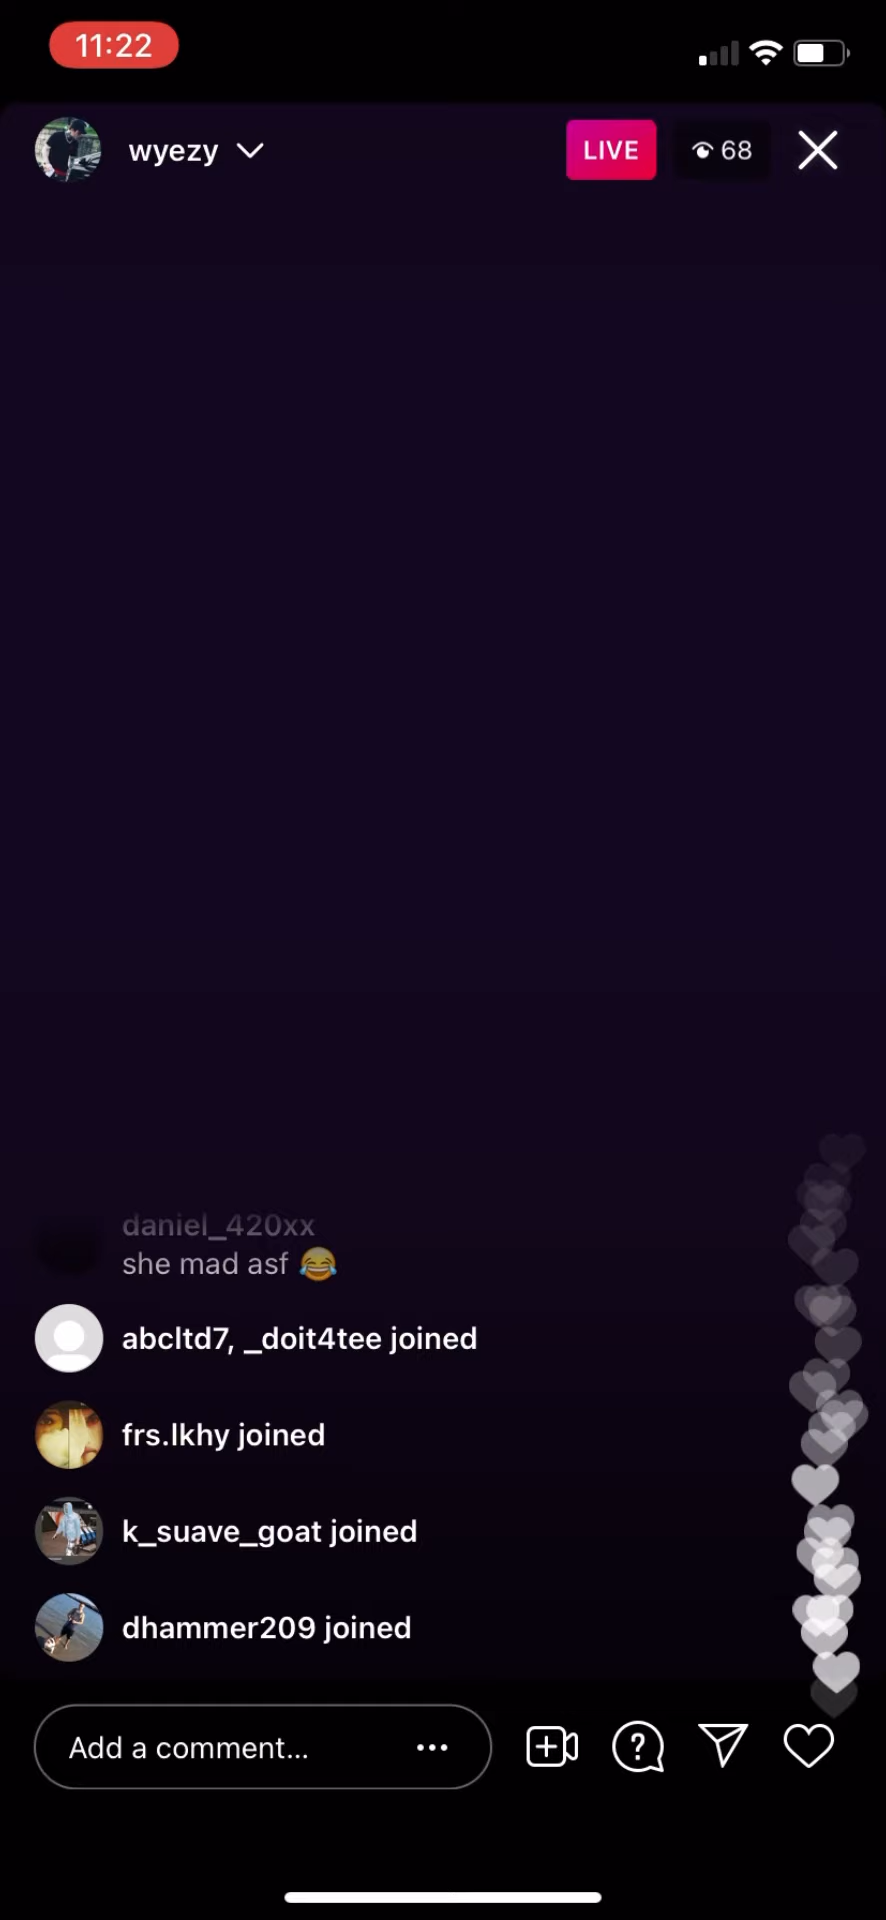 11:22
wyezy
LIVE
68
daniel_420xx
she mad asf 😂
abcltd7, _doit4tee joined
frs.lkhy joined
k_suave_goat joined
dhammer209 joined
Add a comment...